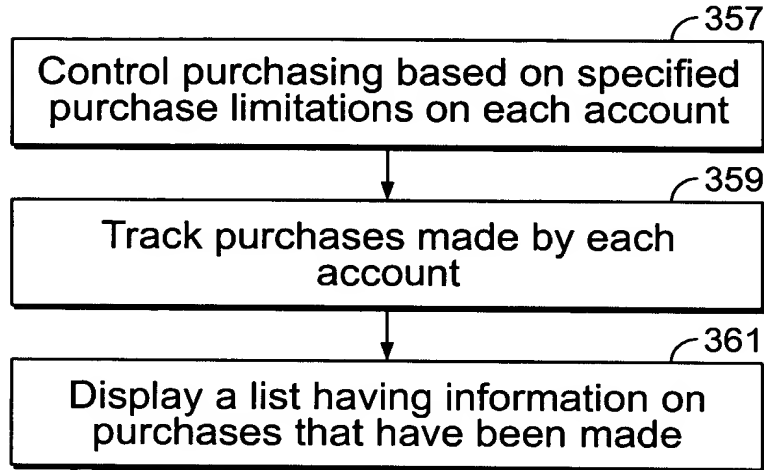 357
Control purchasing based on specified
purchase limitations on each account
359
Track purchases made by each
account
361
Display a list having information on
purchases that have been made